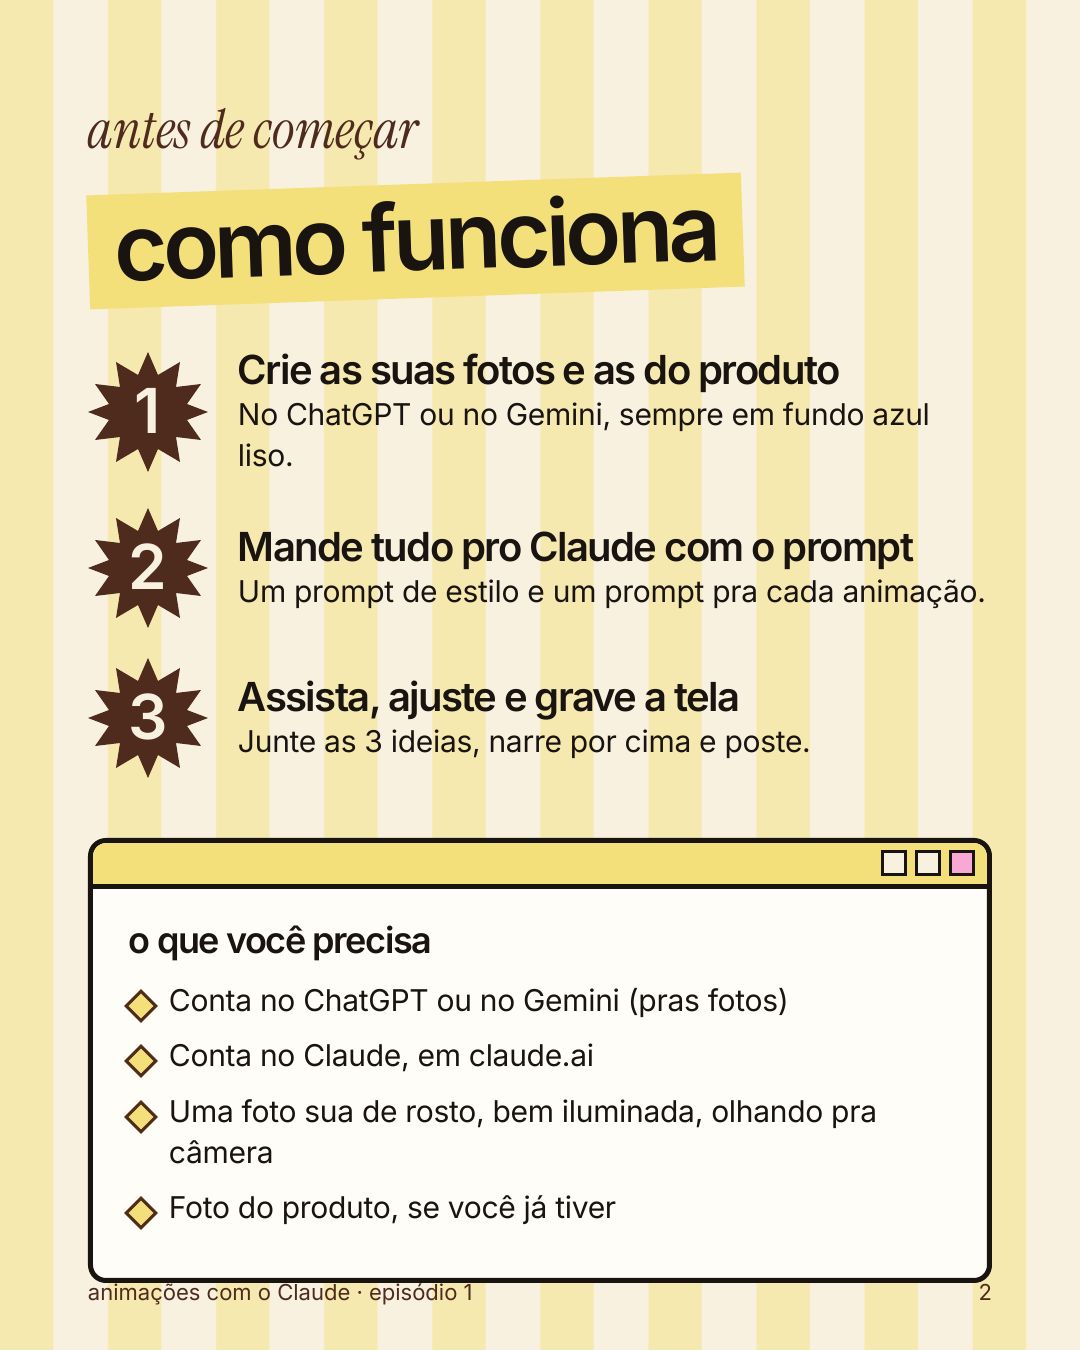 antes de começar
como funciona
1
Crie as suas fotos e as do produto
No ChatGPT ou no Gemini, sempre em fundo azul
liso.
2
Mande tudo pro Claude com o prompt
Um prompt de estilo e um prompt pra cada animação.
3
Assista, ajuste e grave a tela
Junte as 3 ideias, narre por cima e poste.
o que você precisa
Conta no ChatGPT ou no Gemini (pras fotos)
Conta no Claude, em claude.ai
Uma foto sua de rosto, bem iluminada, olhando pra
câmera
Foto do produto, se você já tiver
animações com o Claude · episódio 1
2